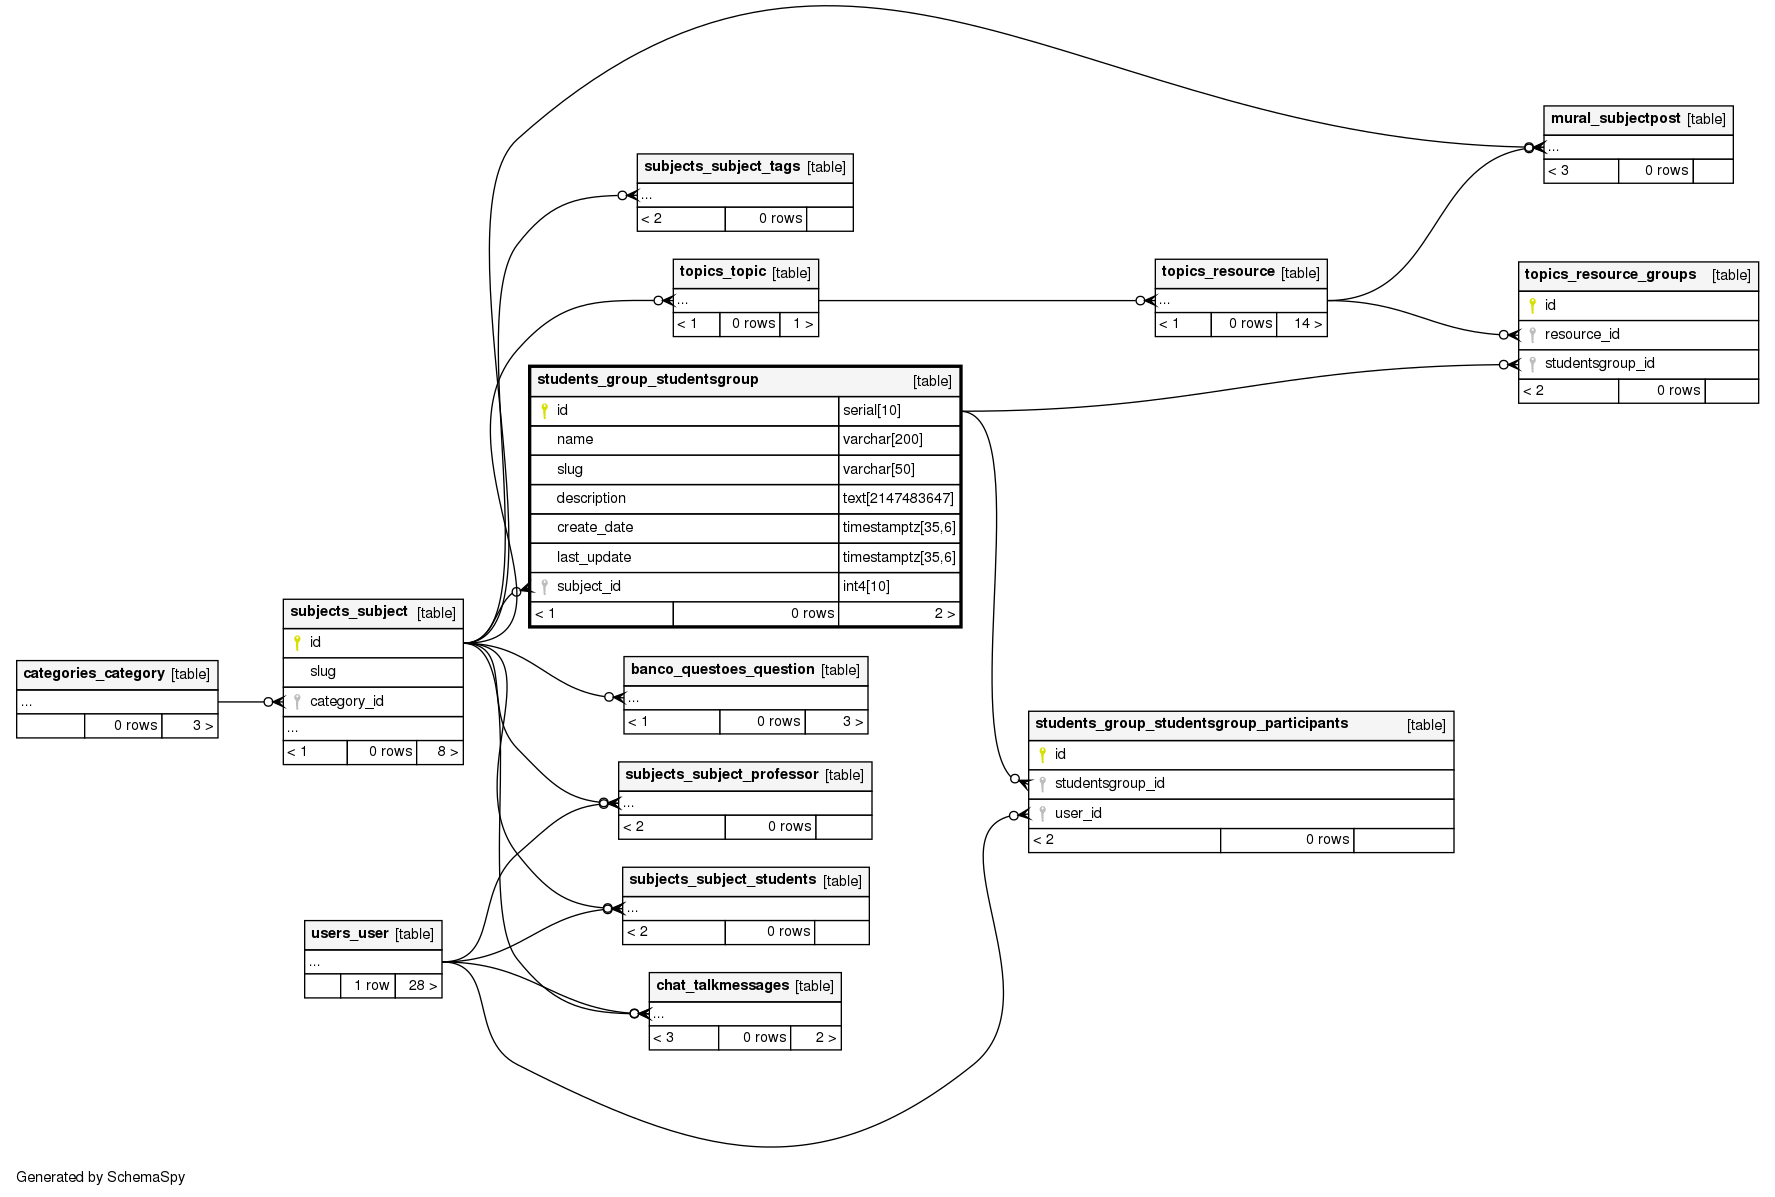 mural_subjectpost [table]
...
< 3 0 rows
subjects_subject_tags [table]
...
< 2 0 rows
topics_topic [table]
...
< 1 0 rows 1 >
topics_resource [table]
...
< 1 0 rows 14 >
topics_resource_groups [table]
id
resource_id
studentsgroup_id
< 2 0 rows
students_group_studentsgroup [table]
id serial[10]
name varchar[200]
slug varchar[50]
description text[2147483647]
create_date timestamptz[35,6]
last_update timestamptz[35,6]
subject_id int4[10]
< 1 0 rows 2 >
subjects_subject [table]
id
slug
category_id
...
< 1 0 rows 8 >
categories_category [table]
...
0 rows 3 >
banco_questoes_question [table]
...
< 1 0 rows 3 >
students_group_studentsgroup_participants [table]
id
studentsgroup_id
user_id
< 2 0 rows
subjects_subject_professor [table]
...
< 2 0 rows
subjects_subject_students [table]
...
< 2 0 rows
users_user [table]
...
1 row 28 >
chat_talkmessages [table]
...
< 3 0 rows 2 >
Generated by SchemaSpy